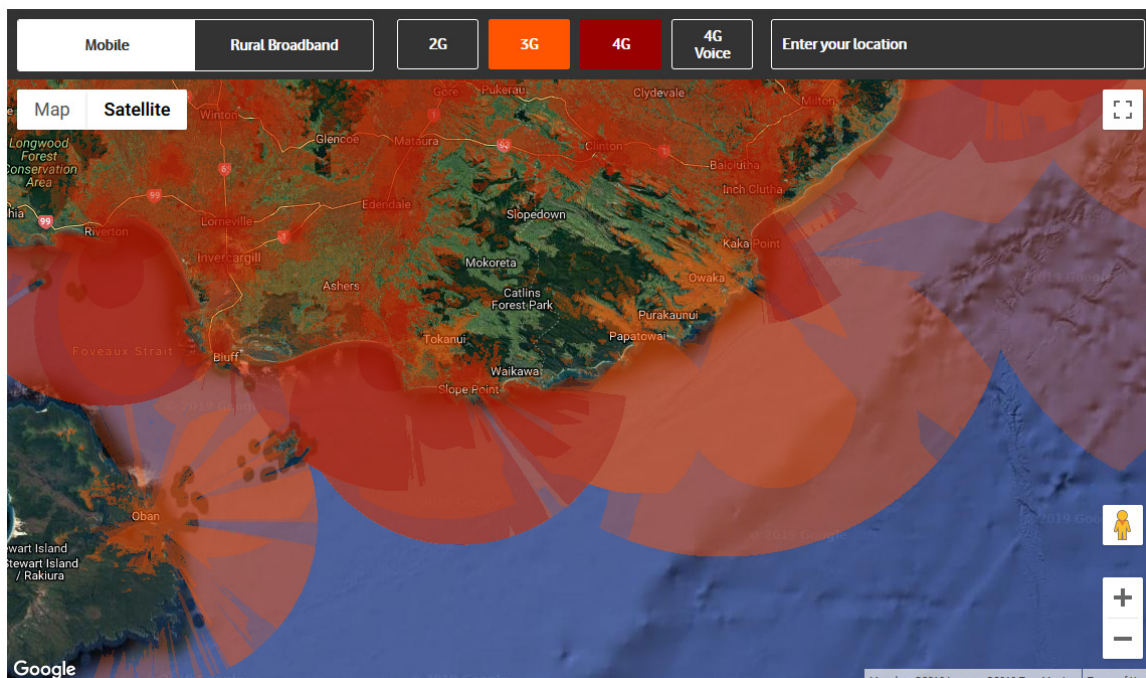 Mobile
Rural Broadband
2G
3G
4G
4G
Voice
Enter your location
Map
Satellite
Gore
Pukerau
Clydevale
Milton
Winton
Glencoe
Mataura
Clinton
Longwood
Forest
Conservation
Area
Balclutha
Inch Clutha
99
Edendale
Lorneville
Slopedown
99
Riverton
Kaka Point
Invercargill
Mokoreta
Ashers
Catlins
Forest Park
Owaka
Purakaunui
Papatowai
Tokanui
Foveaux Strait
Bluff
Waikawa
Slope Point
Oban
Stewart Island
/ Rakiura
Google